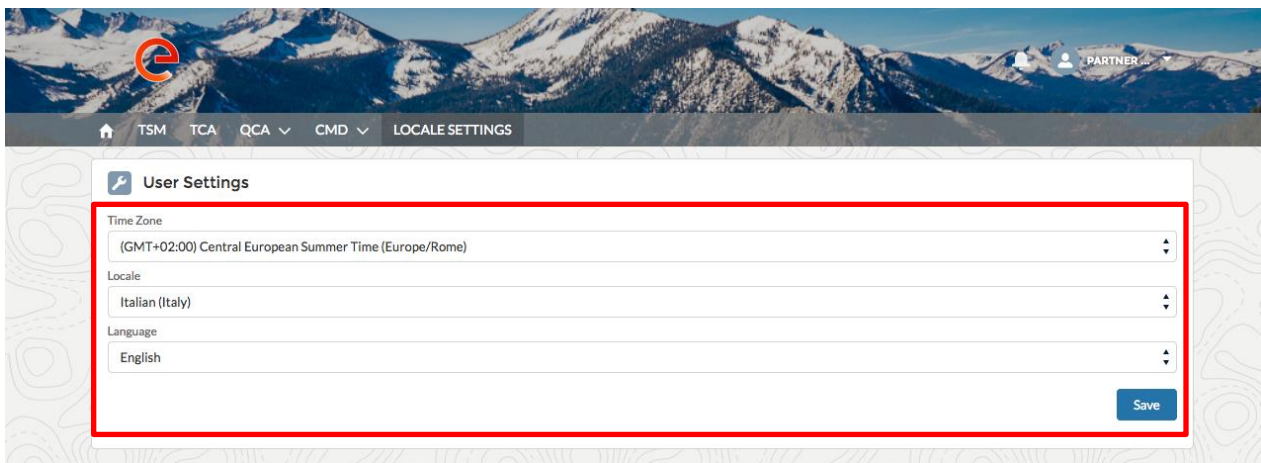 e
PARTNER ...
TSM TCA QCA CMD LOCALE SETTINGS
User Settings
Time Zone
(GMT+02:00) Central European Summer Time (Europe/Rome)
Locale
Italian (Italy)
Language
English
Save